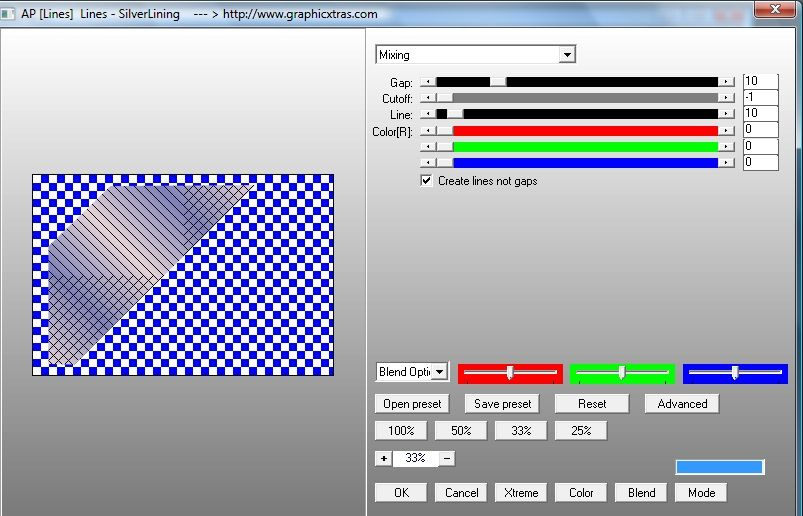 AP [Lines]  Lines - SilverLining    --- > http://www.graphicxtras.com
Mixing
Gap: 10
Cutoff: -1
Line: 10
Color[R]: 0
0
0
Create lines not gaps
Blend Optic
Open preset Save preset Reset Advanced
100% 50% 33% 25%
+ 33% −
OK Cancel Xtreme Color Blend Mode